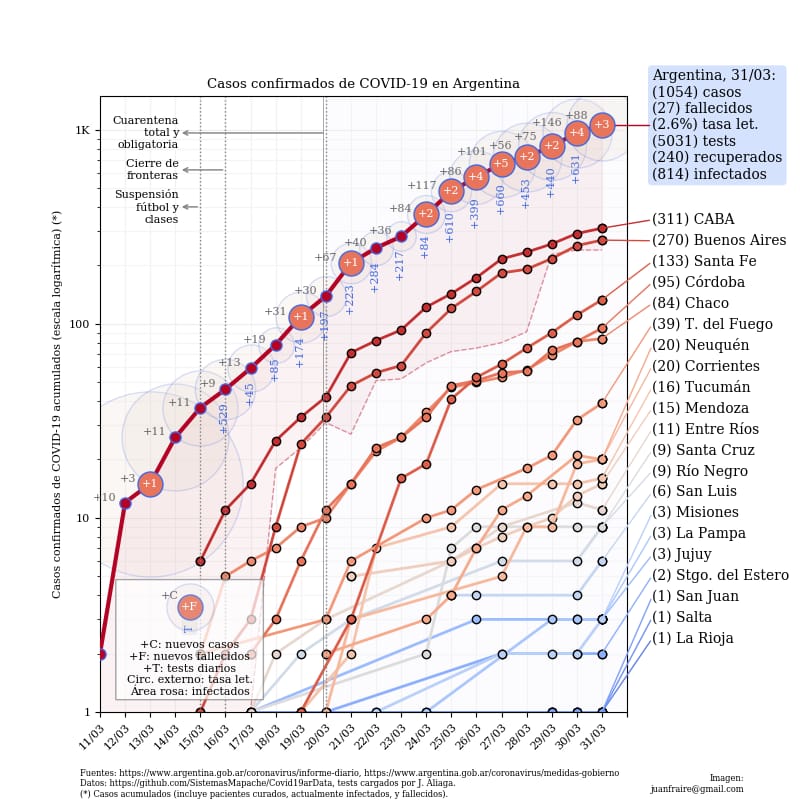 Casos confirmados de COVID-19 en Argentina
Argentina, 31/03:
(1054) casos
(27) fallecidos
(2.6%) tasa let.
(5031) tests
(240) recuperados
(814) infectados
Cuarentena
total y
obligatoria
Cierre de
fronteras
Suspensión
fútbol y
clases
Casos confirmados de COVID-19 acumulados (escala logarítmica) (*)
1K
100
10
1
+10
+3
+11
+11
+9
+13
+19
+31
+30
+67
+40
+36
+84
+117
+86
+101
+56
+75
+146
+88
+1
+1
+1
+2
+2
+4
+5
+2
+2
+4
+3
+529
+45
+85
+174
+197
+223
+284
+217
+84
+610
+399
+660
+453
+440
+631
(311) CABA
(270) Buenos Aires
(133) Santa Fe
(95) Córdoba
(84) Chaco
(39) T. del Fuego
(20) Neuquén
(20) Corrientes
(16) Tucumán
(15) Mendoza
(11) Entre Ríos
(9) Santa Cruz
(9) Río Negro
(6) San Luis
(3) Misiones
(3) La Pampa
(3) Jujuy
(2) Stgo. del Estero
(1) San Juan
(1) Salta
(1) La Rioja
+C
+F
T
+C: nuevos casos
+F: nuevos fallecidos
+T: tests diarios
Circ. externo: tasa let.
Área rosa: infectados
11/03
12/03
13/03
14/03
15/03
16/03
17/03
18/03
19/03
20/03
21/03
22/03
23/03
24/03
25/03
26/03
27/03
28/03
29/03
30/03
31/03
Fuentes: https://www.argentina.gob.ar/coronavirus/informe-diario, https://www.argentina.gob.ar/coronavirus/medidas-gobierno
Datos: https://github.com/SistemasMapache/Covid19arData, tests cargados por J. Aliaga.
(*) Casos acumulados (incluye pacientes curados, actualmente infectados, y fallecidos).
Imagen:
juanfraire@gmail.com